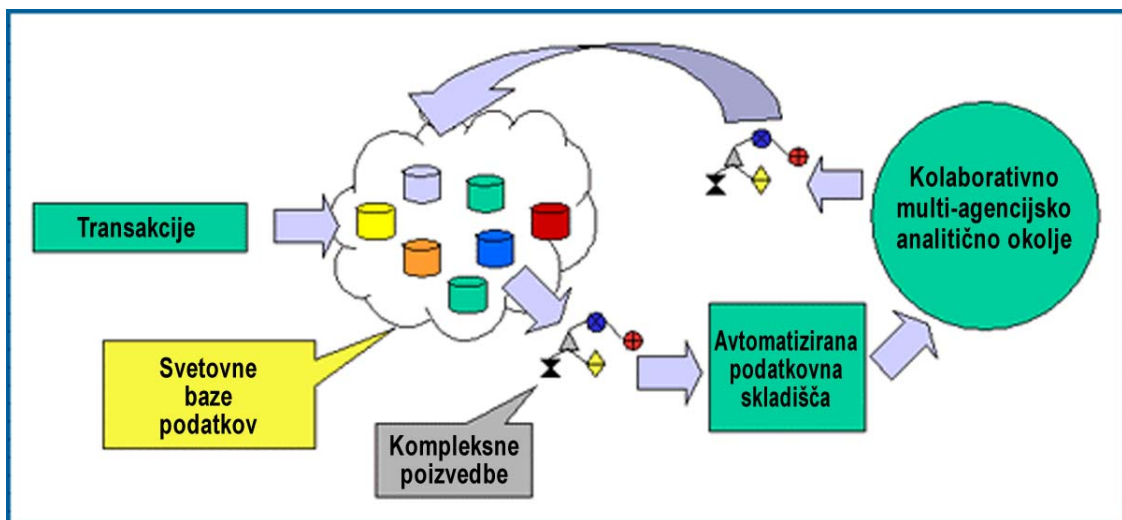 Transakcije
Svetovne
baze
podatkov
Kompleksne
poizvedbe
Avtomatizirana
podatkovna
skladišča
Kolaborativno
multi-agencijsko
analitično okolje